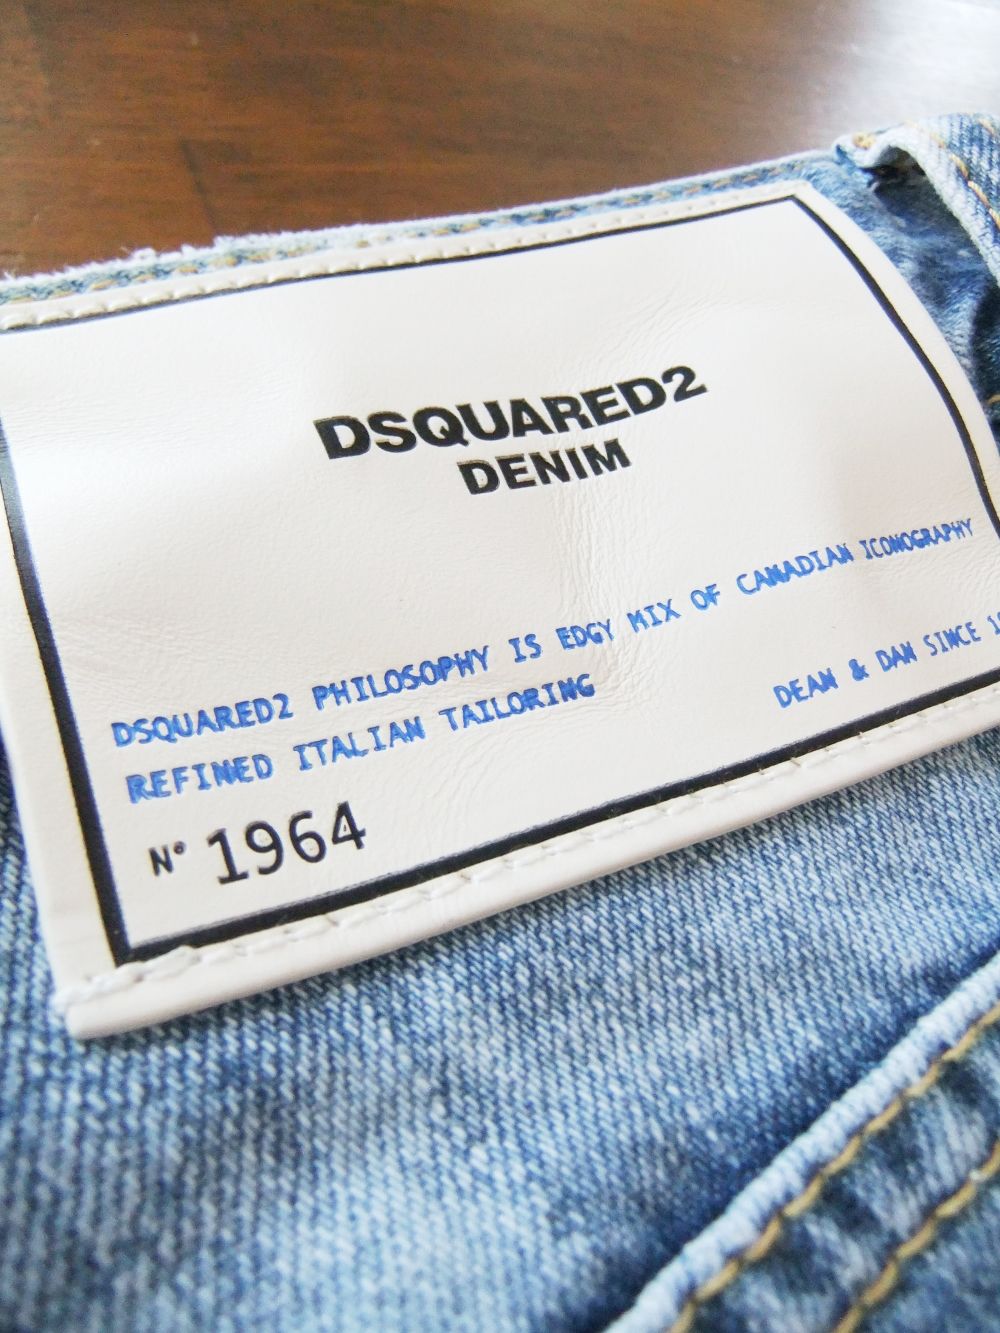 DSQUARED2
DENIM
DSQUARED2 PHILOSOPHY IS EDGY MIX OF CANADIAN ICONOGRAPHY
REFINED ITALIAN TAILORING
DEAN & DAN SINCE
N° 1964